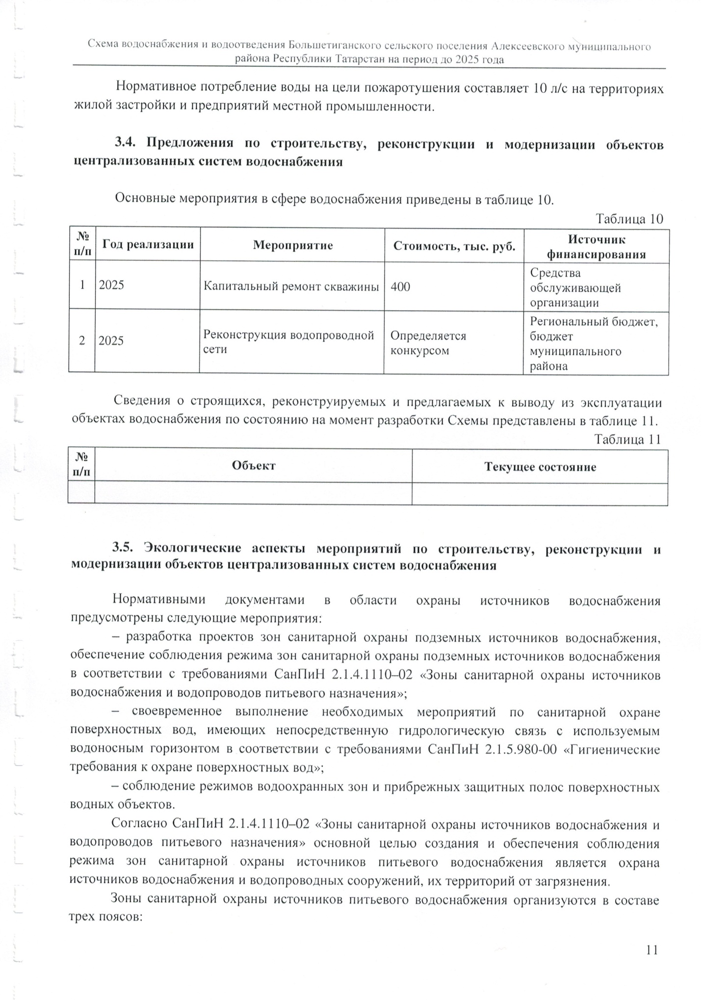 Схема водоснабжения и водоотведения Большетиганского сельского поселения Алексеевского муниципального
района Республики Татарстан на период до 2025 года
Нормативное потребление воды на цели пожаротушения составляет 10 л/с на территориях
жилой застройки и предприятий местной промышленности.
3.4. Предложения по строительству, реконструкции и модернизации объектов
централизованных систем водоснабжения
Основные мероприятия в сфере водоснабжения приведены в таблице 10.
Таблица 10
№
п/п
Год реализации
Мероприятие
Стоимость, тыс. руб.
Источник
финансирования
1
2025
Капитальный ремонт скважины
400
Средства
обслуживающей
организации
2
2025
Реконструкция водопроводной
сети
Определяется
конкурсом
Региональный бюджет,
бюджет
муниципального
района
Сведения о строящихся, реконструируемых и предлагаемых к выводу из эксплуатации
объектах водоснабжения по состоянию на момент разработки Схемы представлены в таблице 11.
Таблица 11
№
п/п
Объект
Текущее состояние
3.5. Экологические аспекты мероприятий по строительству, реконструкции и
модернизации объектов централизованных систем водоснабжения
Нормативными документами в области охраны источников водоснабжения
предусмотрены следующие мероприятия:
– разработка проектов зон санитарной охраны подземных источников водоснабжения,
обеспечение соблюдения режима зон санитарной охраны подземных источников водоснабжения
в соответствии с требованиями СанПиН 2.1.4.1110–02 «Зоны санитарной охраны источников
водоснабжения и водопроводов питьевого назначения»;
– своевременное выполнение необходимых мероприятий по санитарной охране
поверхностных вод, имеющих непосредственную гидрологическую связь с используемым
водоносным горизонтом в соответствии с требованиями СанПиН 2.1.5.980-00 «Гигиенические
требования к охране поверхностных вод»;
– соблюдение режимов водоохранных зон и прибрежных защитных полос поверхностных
водных объектов.
Согласно СанПиН 2.1.4.1110–02 «Зоны санитарной охраны источников водоснабжения и
водопроводов питьевого назначения» основной целью создания и обеспечения соблюдения
режима зон санитарной охраны источников питьевого водоснабжения является охрана
источников водоснабжения и водопроводных сооружений, их территорий от загрязнения.
Зоны санитарной охраны источников питьевого водоснабжения организуются в составе
трех поясов:
11